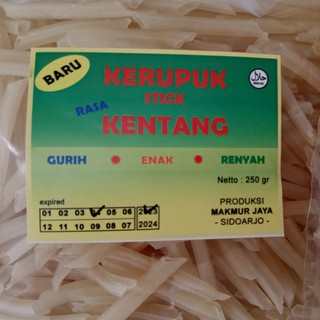 BARU
KERUPUK
STICK
RASA
KENTANG
حلال
GURIH ENAK RENYAH
Netto : 250 gr
expired
01 02 03 04 05 06 2023
12 11 10 09 08 07 2024
PRODUKSI
MAKMUR JAYA
- SIDOARJO -